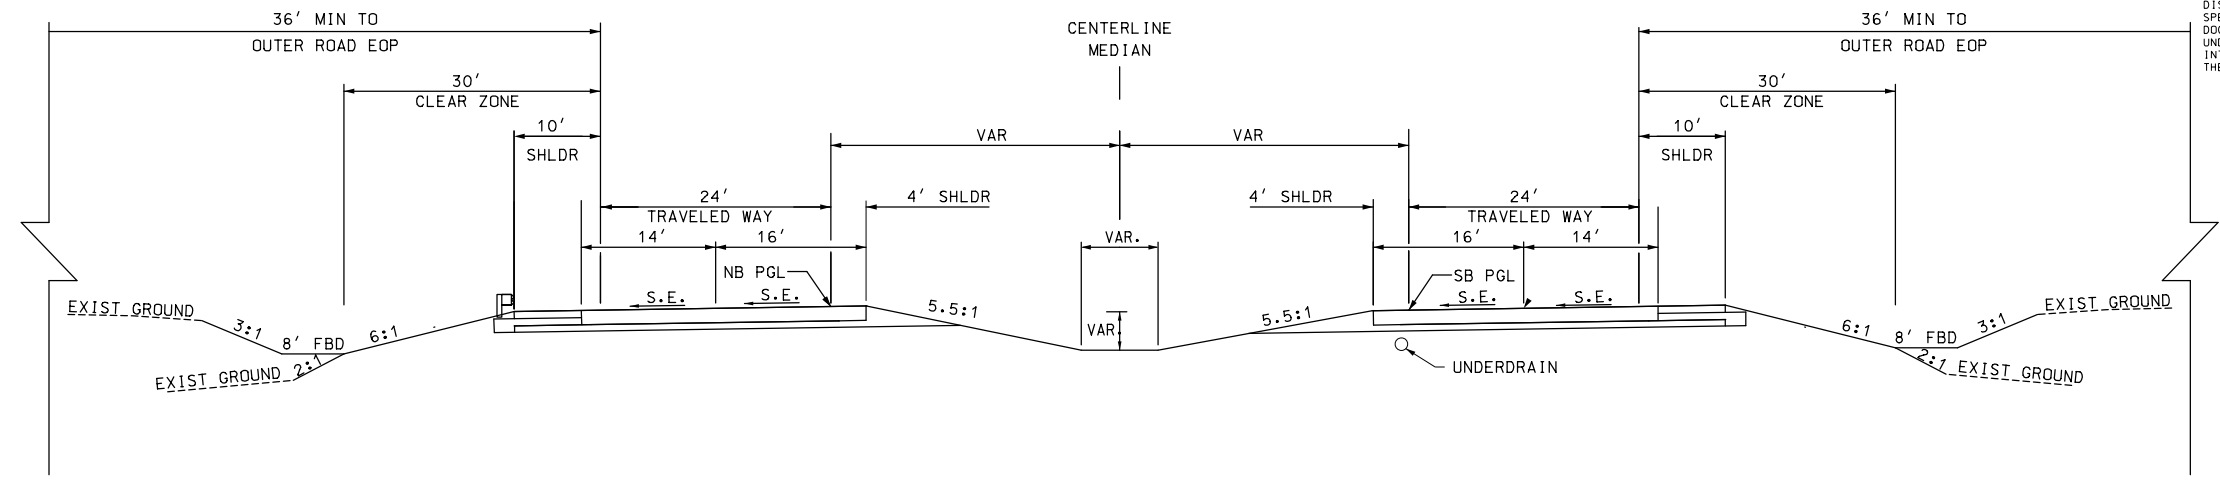 36' MIN TO
OUTER ROAD EOP
30'
CLEAR ZONE
10'
SHLDR
24'
TRAVELED WAY
14'
16'
4' SHLDR
VAR
CENTERLINE
MEDIAN
VAR
VAR.
VAR.
4' SHLDR
24'
TRAVELED WAY
16'
14'
10'
SHLDR
30'
CLEAR ZONE
36' MIN TO
OUTER ROAD EOP
NB PGL
S.E.
S.E.
SB PGL
S.E.
S.E.
EXIST GROUND
3:1
8' FBD
6:1
2:1
EXIST GROUND
5.5:1
5.5:1
UNDERDRAIN
6:1
8' FBD
3:1
EXIST GROUND
2:1
EXIST GROUND